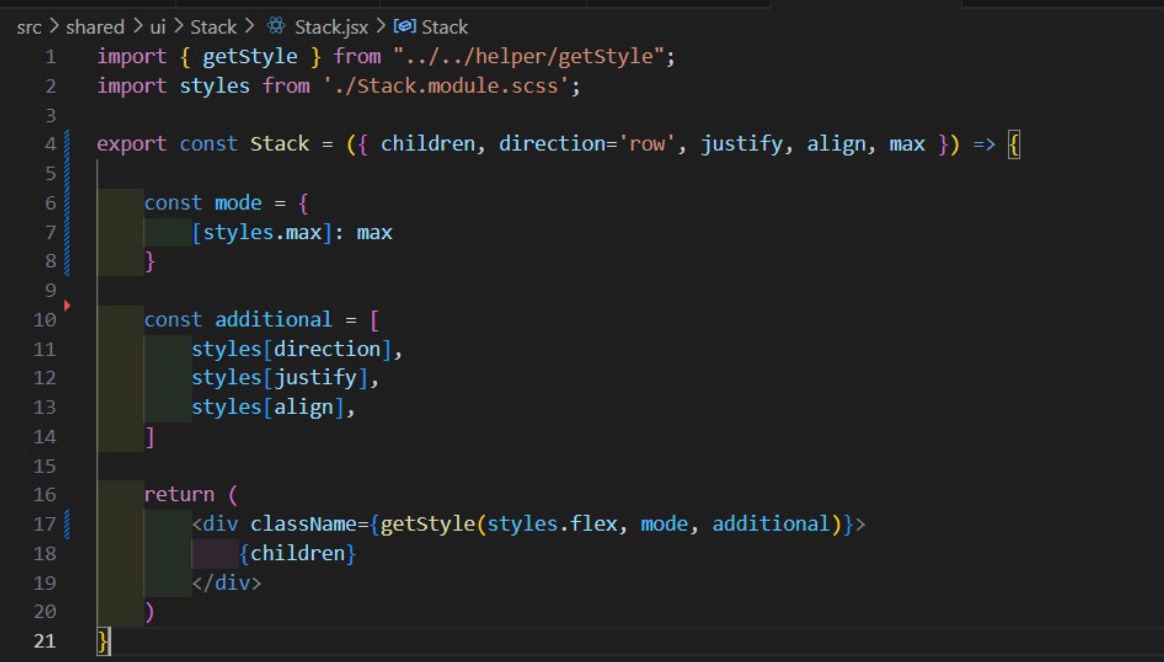 src > shared > ui > Stack > Stack.jsx > Stack
1 import { getStyle } from "../../helper/getStyle";
2 import styles from './Stack.module.scss';
3
4 export const Stack = ({ children, direction='row', justify, align, max }) => {
5
6 const mode = {
7 [styles.max]: max
8 }
9
10 const additional = [
11 styles[direction],
12 styles[justify],
13 styles[align],
14 ]
15
16 return (
17 <div className={getStyle(styles.flex, mode, additional)}>
18 {children}
19 </div>
20 )
21 }